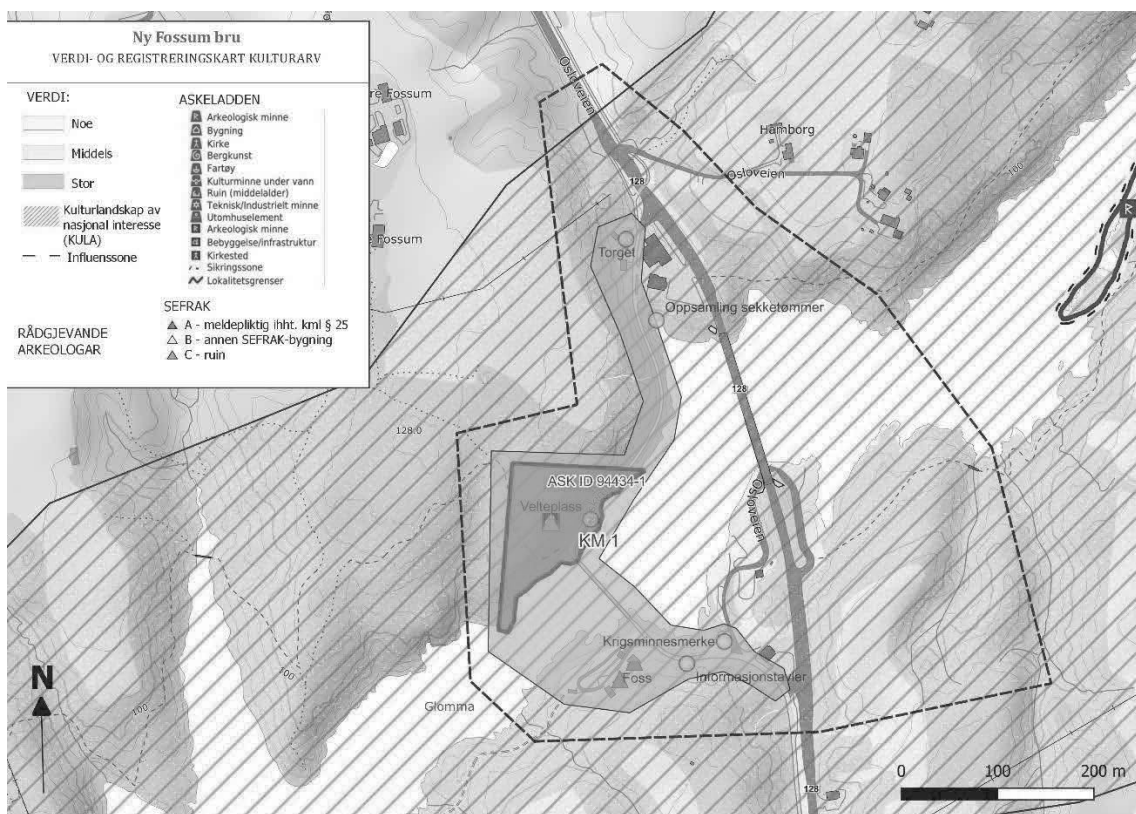 Ny Fossum bru
VERDI- OG REGISTRERINGSKART KULTURARV
VERDI:
Noe
Middels
Stor
Kulturlandskap av
nasjonal interesse
(KULA)
Influenssone
RÅDGJEVANDE
ARKEOLOGAR
ASKELADDEN
Arkeologisk minne
Bygning
Kirke
Bergkunst
Fartøy
Kulturminne under vann
Ruin (middelalder)
Teknisk/Industrielt minne
Utomhuselement
Arkeologisk minne
Bebyggelse/infrastruktur
Kirkested
Sikringssone
Lokalitetsgrenser
SEFRAK
A - meldepliktig ihht. kml § 25
B - annen SEFRAK-bygning
C - ruin
Osloveien
re Fossum
Hamborg
Osloveien
100
128
R
Fossum
Torgel
Oppsamling sekketømmer
128
128.0
ASK ID 94434-1
Velteplass
KM-1
Osloveien
Krigsminnesmerke
Foss
Informasjonstavler
100
100
Glomma
N
128
0 100 200 m